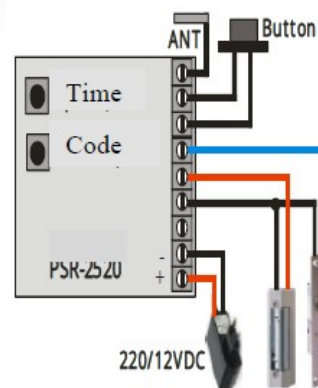 ANT
Button
Time
Code
-
PSR-2520
+
220/12VDC